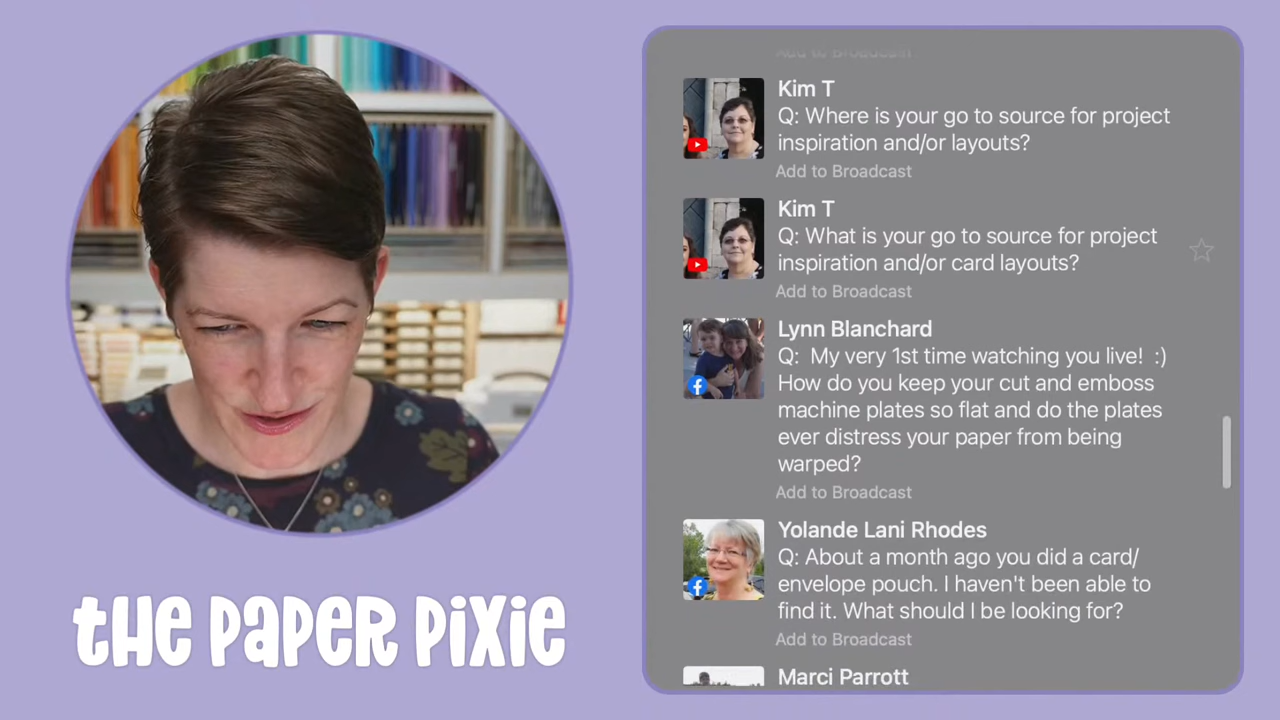 Add to Broadcast
Kim T
Q: Where is your go to source for project
inspiration and/or layouts?
Add to Broadcast
Kim T
Q: What is your go to source for project
inspiration and/or card layouts?
Add to Broadcast
Lynn Blanchard
Q:  My very 1st time watching you live!  :)
How do you keep your cut and emboss
machine plates so flat and do the plates
ever distress your paper from being
warped?
Add to Broadcast
Yolande Lani Rhodes
Q: About a month ago you did a card/
envelope pouch. I haven't been able to
find it. What should I be looking for?
Add to Broadcast
Marci Parrott
tHE PAPER PiXiE